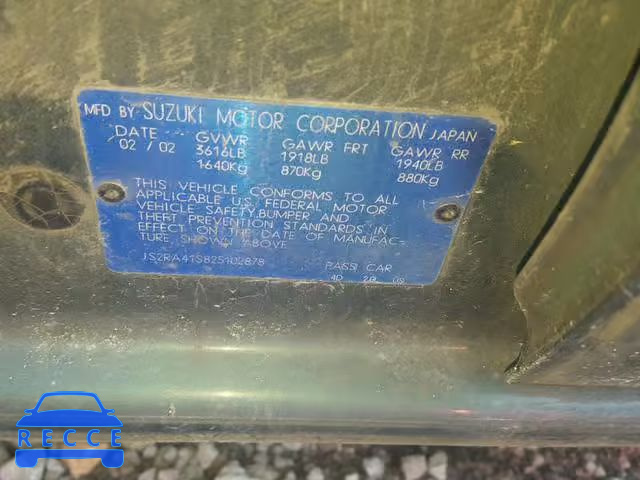 MFD BY SUZUKI MOTOR CORPORATION JAPAN
DATE GVWR GAWR FRT GAWR RR
02 / 02 3616LB 1918LB 1940LB
1640Kg 870Kg 880Kg
THIS VEHICLE CONFORMS TO ALL
APPLICABLE U.S. FEDERAL MOTOR
VEHICLE SAFETY, BUMPER AND
THEFT PREVENTION STANDARDS IN
EFFECT ON THE DATE OF MANUFAC-
TURE SHOWN ABOVE
JS2RA41S825102878 PASS CAR
RECCE